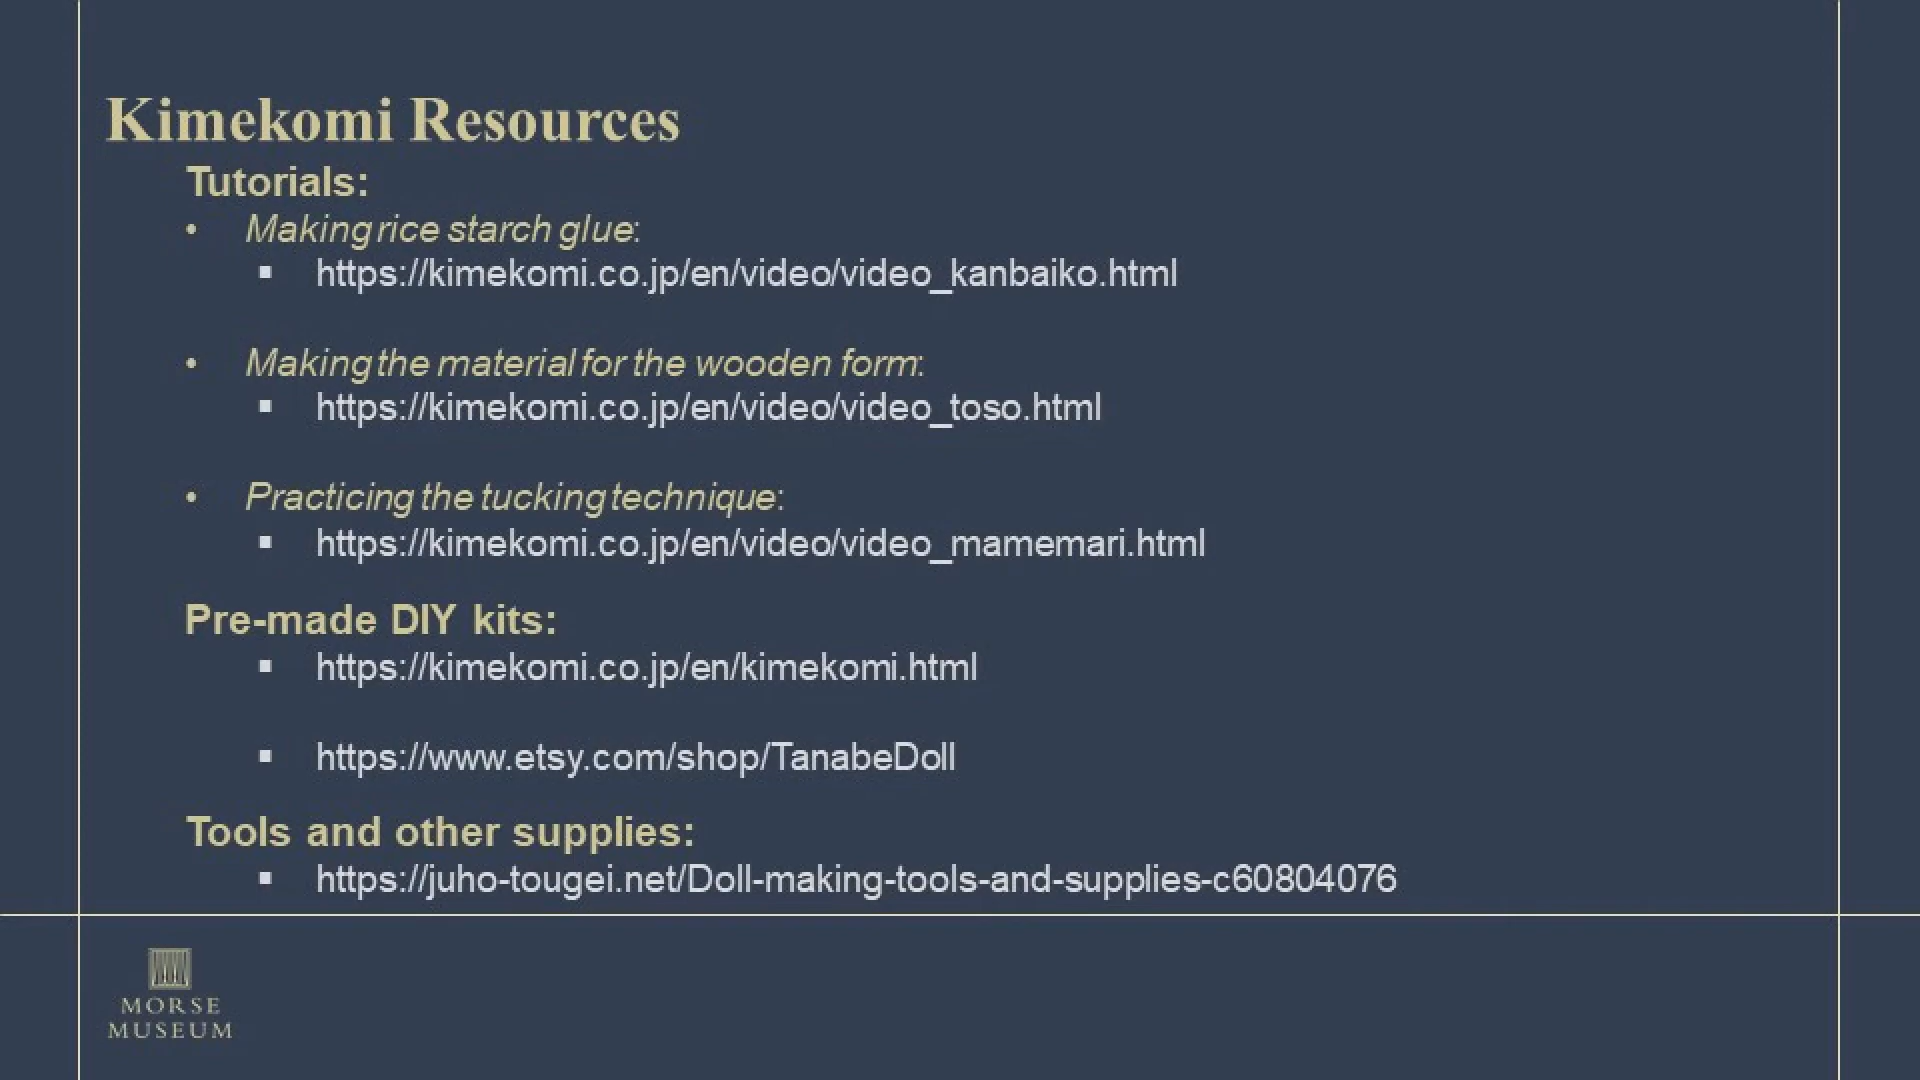 Kimekomi Resources
Tutorials:
• Making rice starch glue:
▪ https://kimekomi.co.jp/en/video/video_kanbaiko.html
• Making the material for the wooden form:
▪ https://kimekomi.co.jp/en/video/video_toso.html
• Practicing the tucking technique:
▪ https://kimekomi.co.jp/en/video/video_mamemari.html
Pre-made DIY kits:
▪ https://kimekomi.co.jp/en/kimekomi.html
▪ https://www.etsy.com/shop/TanabeDoll
Tools and other supplies:
▪ https://juho-tougei.net/Doll-making-tools-and-supplies-c60804076
MORSE
MUSEUM